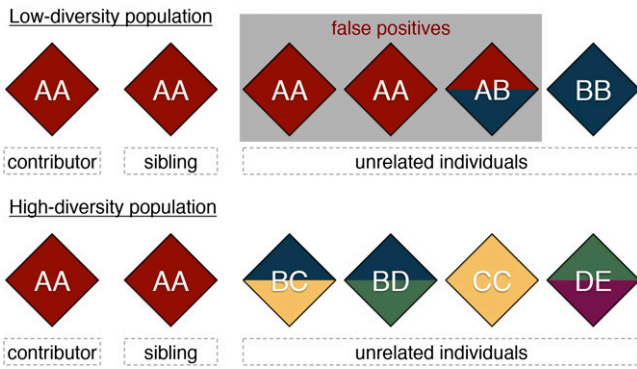 Low-diversity population
false positives
AA AA AA AA AB BB
contributor sibling unrelated individuals
High-diversity population
AA AA BC BD CC DE
contributor sibling unrelated individuals